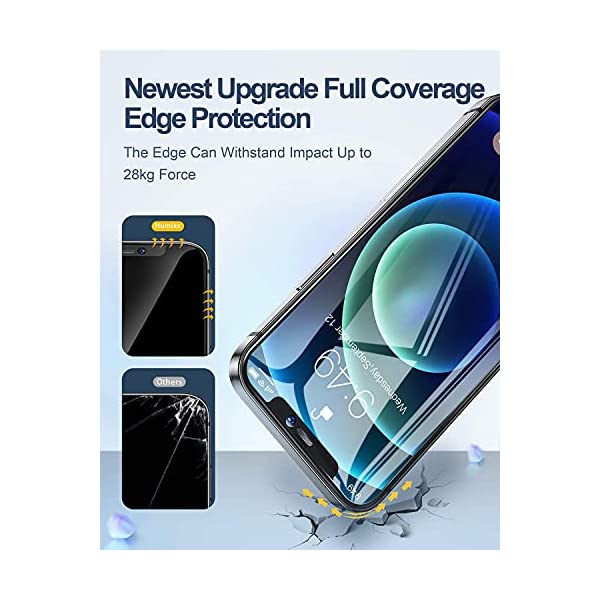 Newest Upgrade Full Coverage
Edge Protection
The Edge Can Withstand Impact Up to
28kg Force
Humixx
Others
9:49
Wednesday,September 12